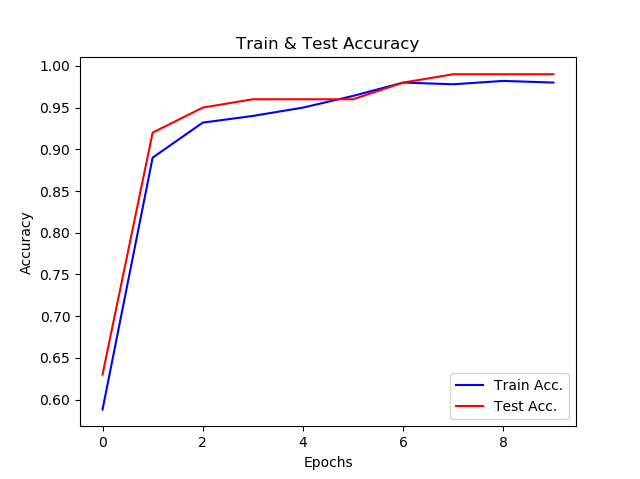 Train & Test Accuracy
1.00
0.95
0.90
0.85
0.80
0.75
0.70
0.65
0.60
Accuracy
Train Acc.
Test Acc.
0 2 4 6 8
Epochs